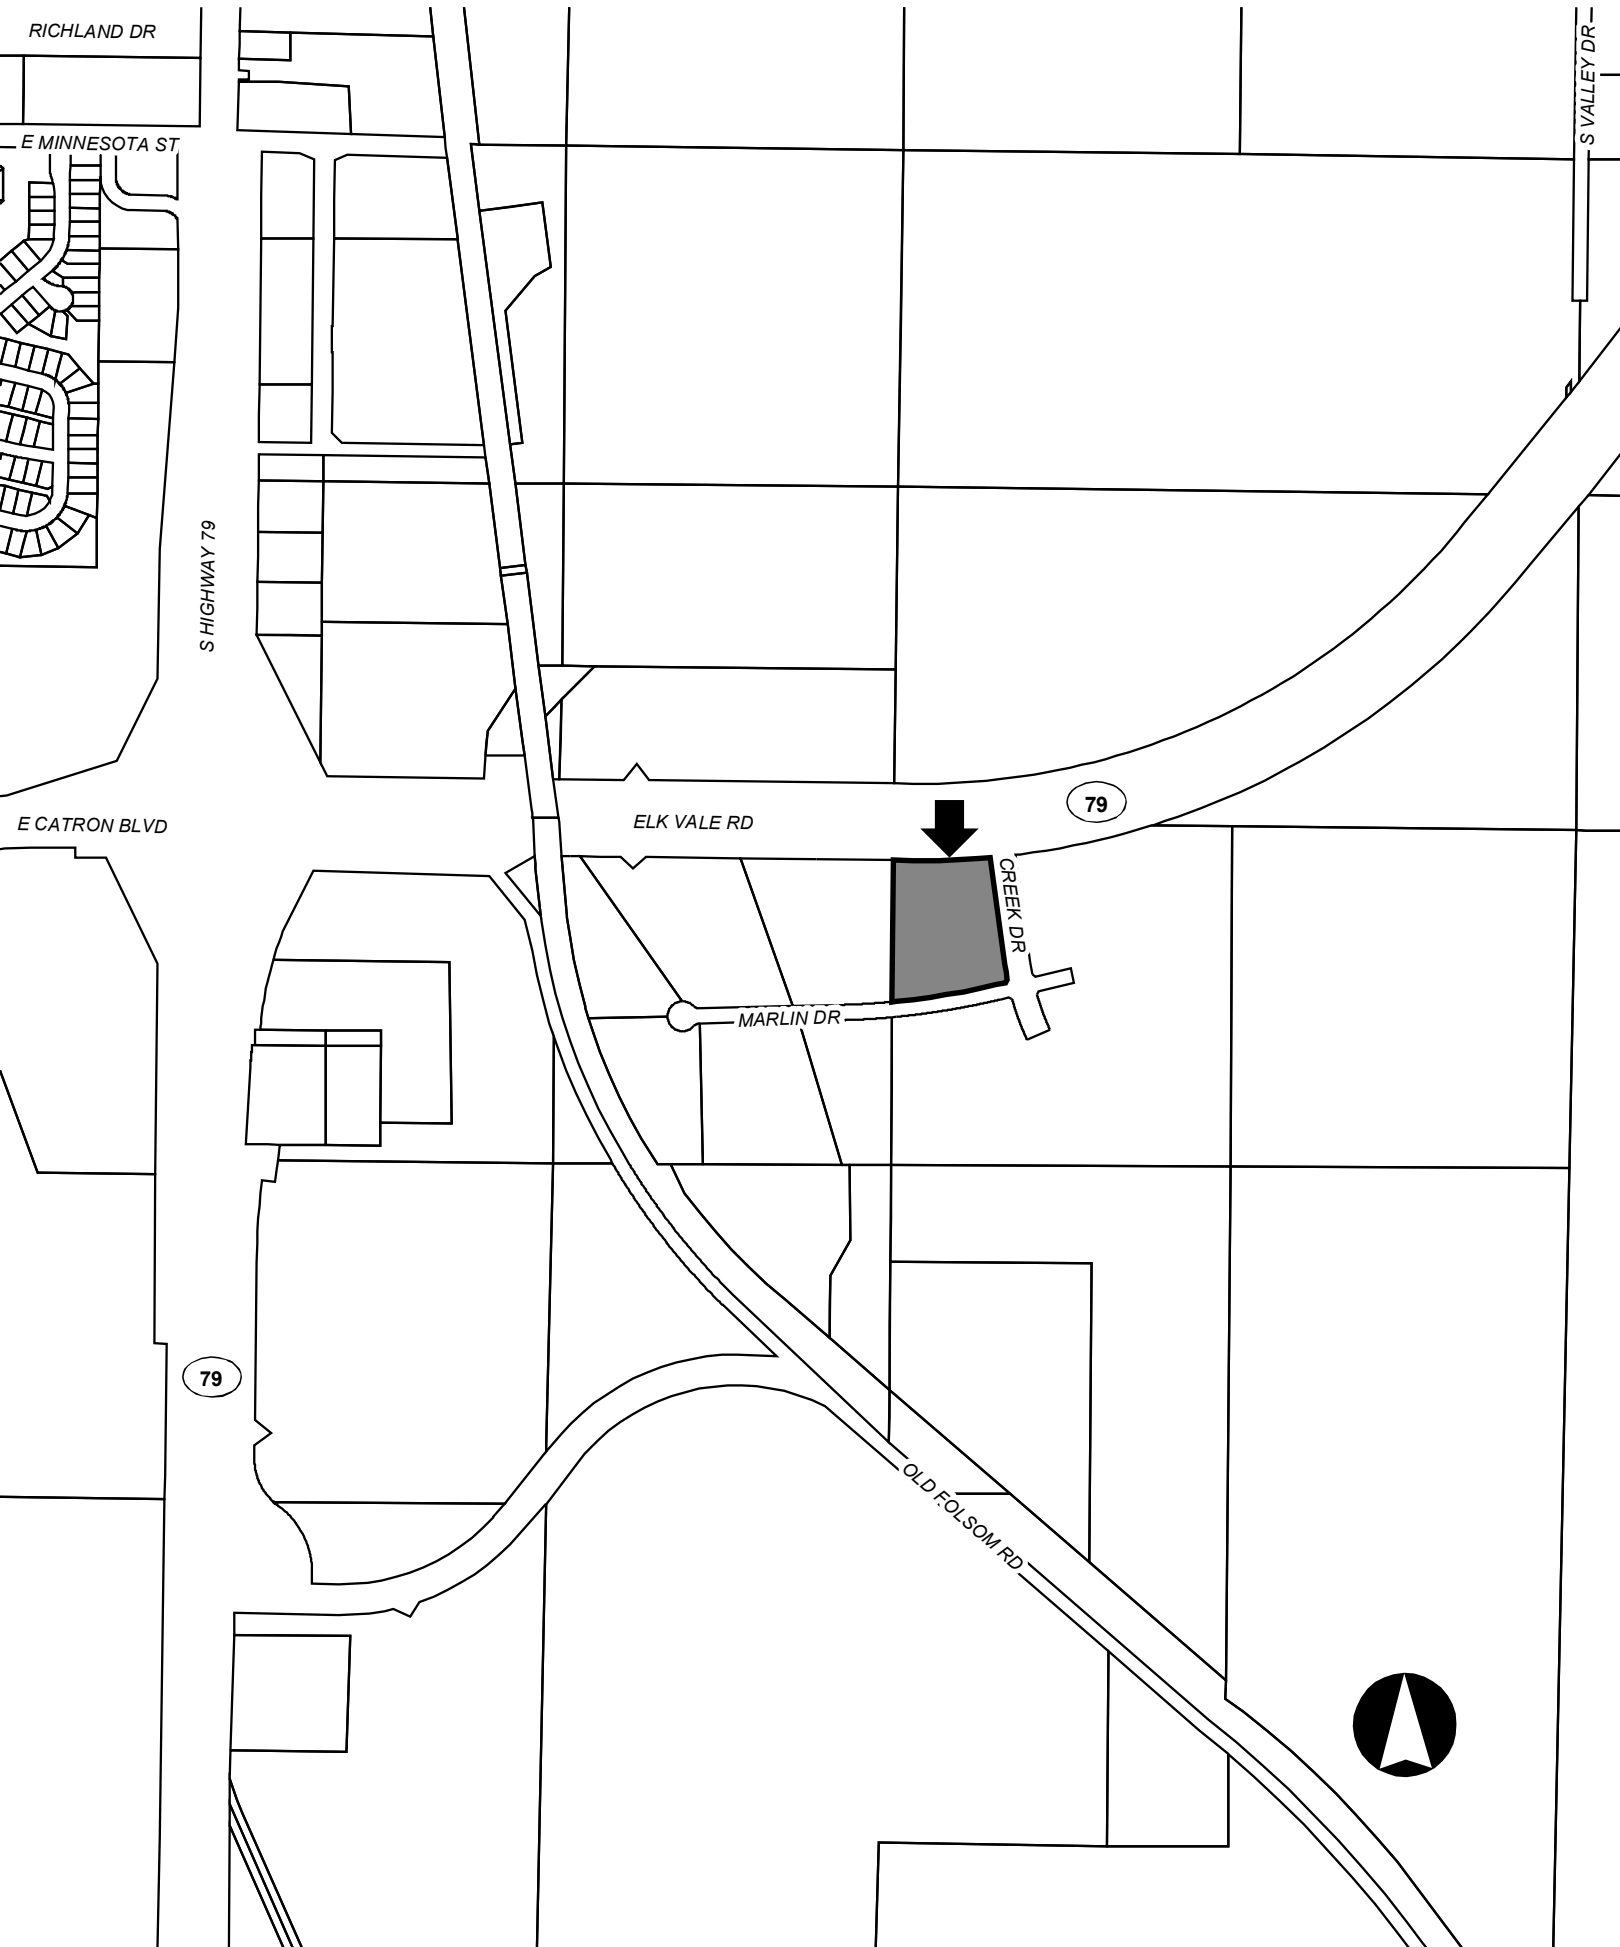 RICHLAND DR
S VALLEY DR
E MINNESOTA ST
S HIGHWAY 79
79
E CATRON BLVD
ELK VALE RD
CREEK DR
MARLIN DR
79
OLD FOLSOM RD